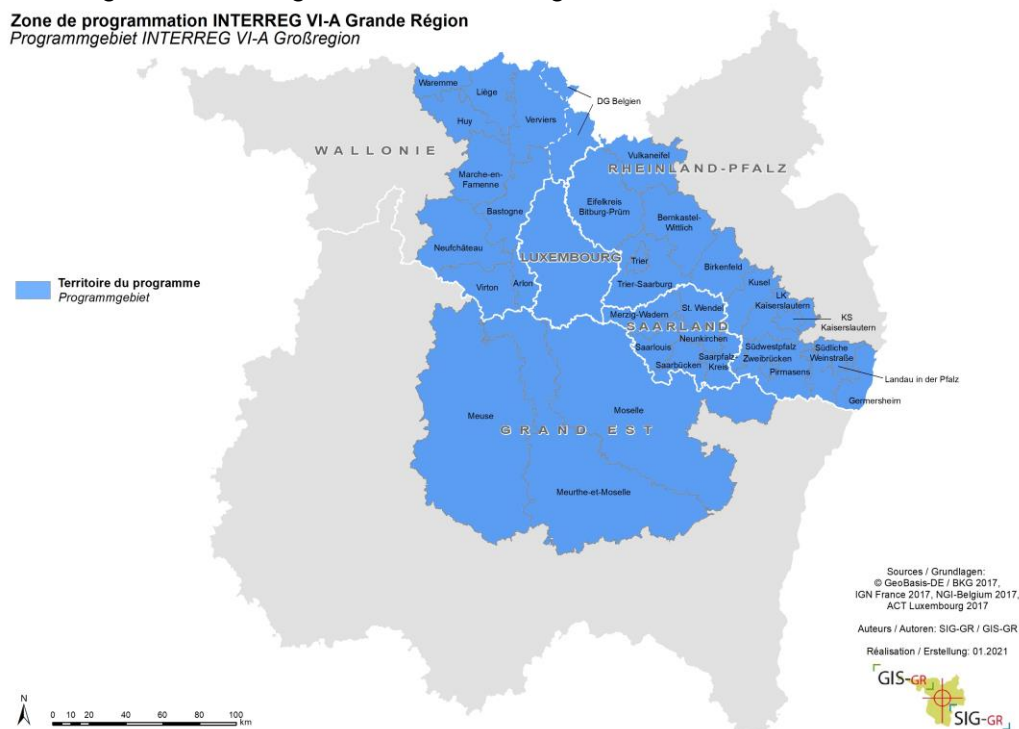 Zone de programmation INTERREG VI-A Grande Région
Programmgebiet INTERREG VI-A Großregion
Waremme
Liège
DG Belgien
Huy
Verviers
WALLONIE
Vulkaneifel
RHEINLAND-PFALZ
Marche-en-
Famenne
Eifelkreis
Bitburg-Prüm
Bastogne
Bernkastel-
Wittlich
Neufchâteau
LUXEMBOURG
Trier
Birkenfeld
Territoire du programme
Programmgebiet
Virton
Arlon
Trier-Saarburg
Kusel
LK
Kaiserslautern
St. Wendel
Merzig-Wadern
KS
Kaiserslautern
SAARLAND
Neunkirchen
Saarlouis
Südwestpfalz
Südliche
Weinstraße
Saarpfalz-
Kreis
Zweibrücken
Saarbücken
Pirmasens
Landau in der Pfalz
Germersheim
Meuse
Moselle
GRAND EST
Meurthe-et-Moselle
Sources / Grundlagen:
© GeoBasis-DE / BKG 2017,
IGN France 2017, NGI-Belgium 2017,
ACT Luxembourg 2017
Auteurs / Autoren: SIG-GR / GIS-GR
Réalisation / Erstellung: 01.2021
GIS-GR
SIG-GR
N
0 10 20 40 60 80 100
km